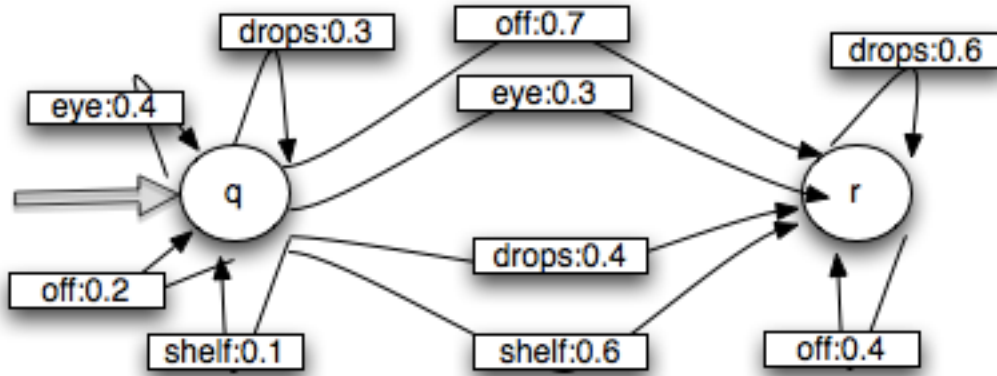 drops:0.3
off:0.7
drops:0.6
eye:0.4
eye:0.3
q
r
off:0.2
drops:0.4
shelf:0.1
shelf:0.6
off:0.4